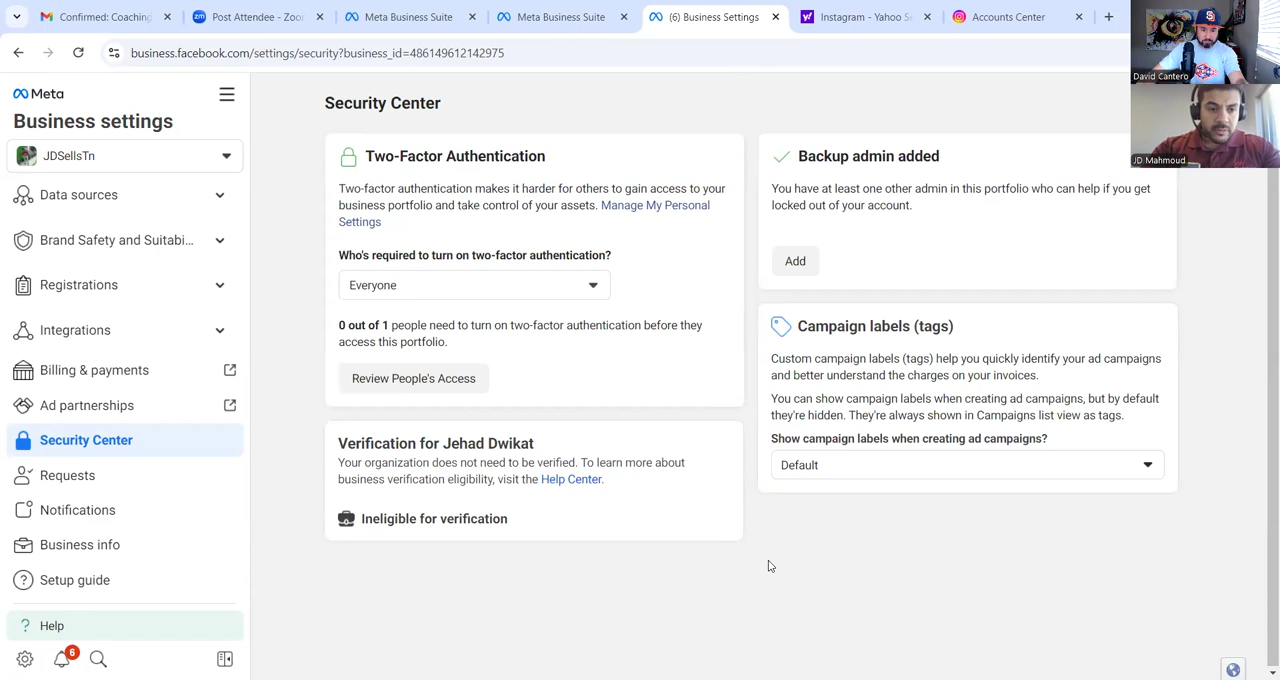 Confirmed: Coaching
Post Attendee - Zoom
Meta Business Suite
Meta Business Suite
(6) Business Settings
Instagram - Yahoo Se
Accounts Center
business.facebook.com/settings/security?business_id=486149912142975
David Cantero
JD Mahmoud
Meta
Business settings
JDSellsTn
Data sources
Brand Safety and Suitabi...
Registrations
Integrations
Billing & payments
Ad partnerships
Security Center
Requests
Notifications
Business info
Setup guide
Help
6
Security Center
Two-Factor Authentication
Two-factor authentication makes it harder for others to gain access to your
business portfolio and take control of your assets. Manage My Personal
Settings
Who's required to turn on two-factor authentication?
Everyone
0 out of 1 people need to turn on two-factor authentication before they
access this portfolio.
Review People's Access
Verification for Jehad Dwikat
Your organization does not need to be verified. To learn more about
business verification eligibility, visit the Help Center.
Ineligible for verification
Backup admin added
You have at least one other admin in this portfolio who can help if you get
locked out of your account.
Add
Campaign labels (tags)
Custom campaign labels (tags) help you quickly identify your ad campaigns
and better understand the charges on your invoices.
You can show campaign labels when creating ad campaigns, but by default
they're hidden. They're always shown in Campaigns list view as tags.
Show campaign labels when creating ad campaigns?
Default